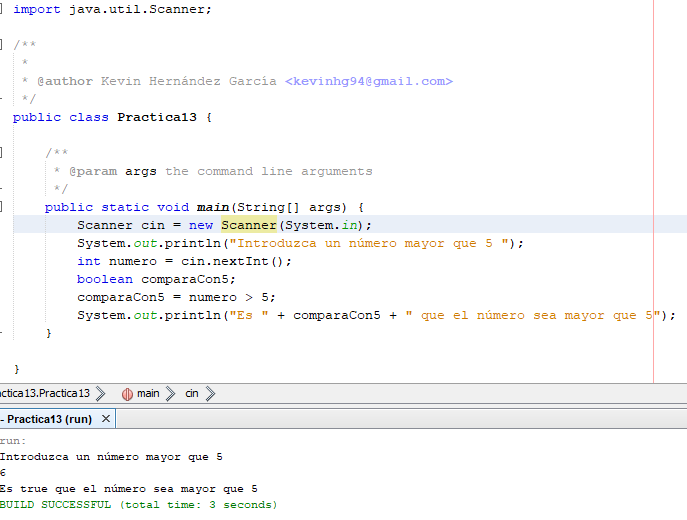 import java.util.Scanner;
/**
 *
 * @author Kevin Hernández García <kevinhg94@gmail.com>
 */
public class Practica13 {
    /**
     * @param args the command line arguments
     */
    public static void main(String[] args) {
        Scanner cin = new Scanner(System.in);
        System.out.println("Introduzca un número mayor que 5 ");
        int numero = cin.nextInt();
        boolean comparaCon5;
        comparaCon5 = numero > 5;
        System.out.println("Es " + comparaCon5 + " que el número sea mayor que 5");
    }
}
actica13.Practica13 main cin
- Practica13 (run) ×
run:
Introduzca un número mayor que 5
6
Es true que el número sea mayor que 5
BUILD SUCCESSFUL (total time: 3 seconds)